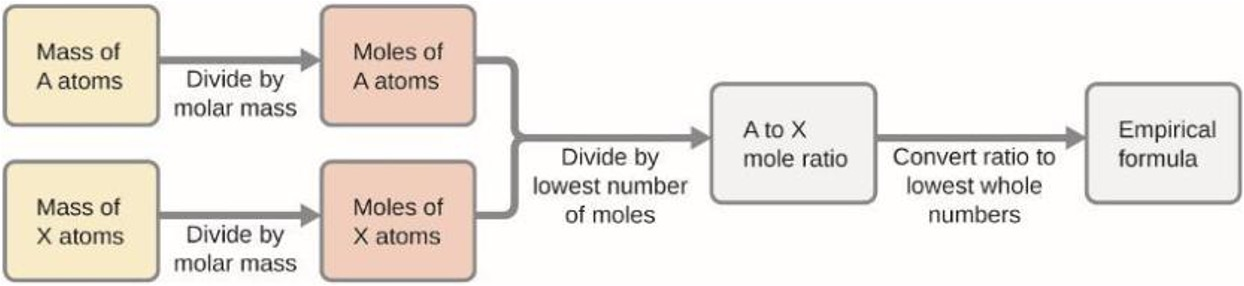 Mass of
A atoms
Divide by
molar mass
Moles of
A atoms
Mass of
X atoms
Divide by
molar mass
Moles of
X atoms
Divide by
lowest number
of moles
A to X
mole ratio
Convert ratio to
lowest whole
numbers
Empirical
formula